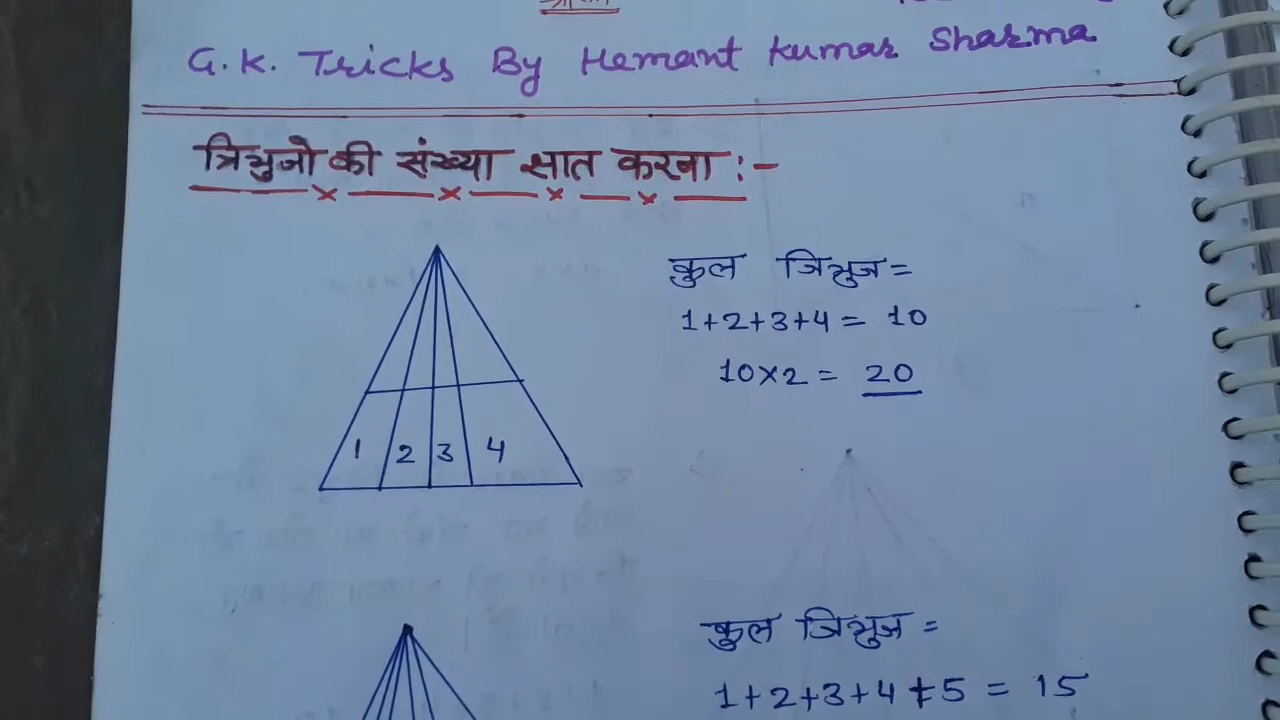 G.K. Tricks By Hemant Kumar Sharma
त्रिभुजो की संख्या ज्ञात करना :-
कुल त्रिभुज =
1+2+3+4 = 10
10×2 = 20
1 2 3 4
कुल त्रिभुज =
1+2+3+4+5 = 15